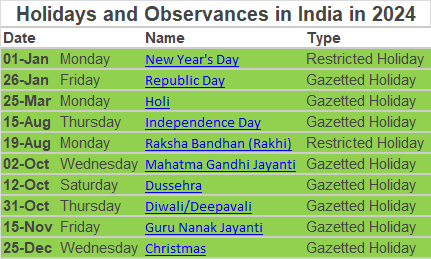 Holidays and Observances in India in 2024
Date Name Type
01-Jan Monday New Year's Day Restricted Holiday
26-Jan Friday Republic Day Gazetted Holiday
25-Mar Monday Holi Gazetted Holiday
15-Aug Thursday Independence Day Gazetted Holiday
19-Aug Monday Raksha Bandhan (Rakhi) Restricted Holiday
02-Oct Wednesday Mahatma Gandhi Jayanti Gazetted Holiday
12-Oct Saturday Dussehra Gazetted Holiday
31-Oct Thursday Diwali/Deepavali Gazetted Holiday
15-Nov Friday Guru Nanak Jayanti Gazetted Holiday
25-Dec Wednesday Christmas Gazetted Holiday